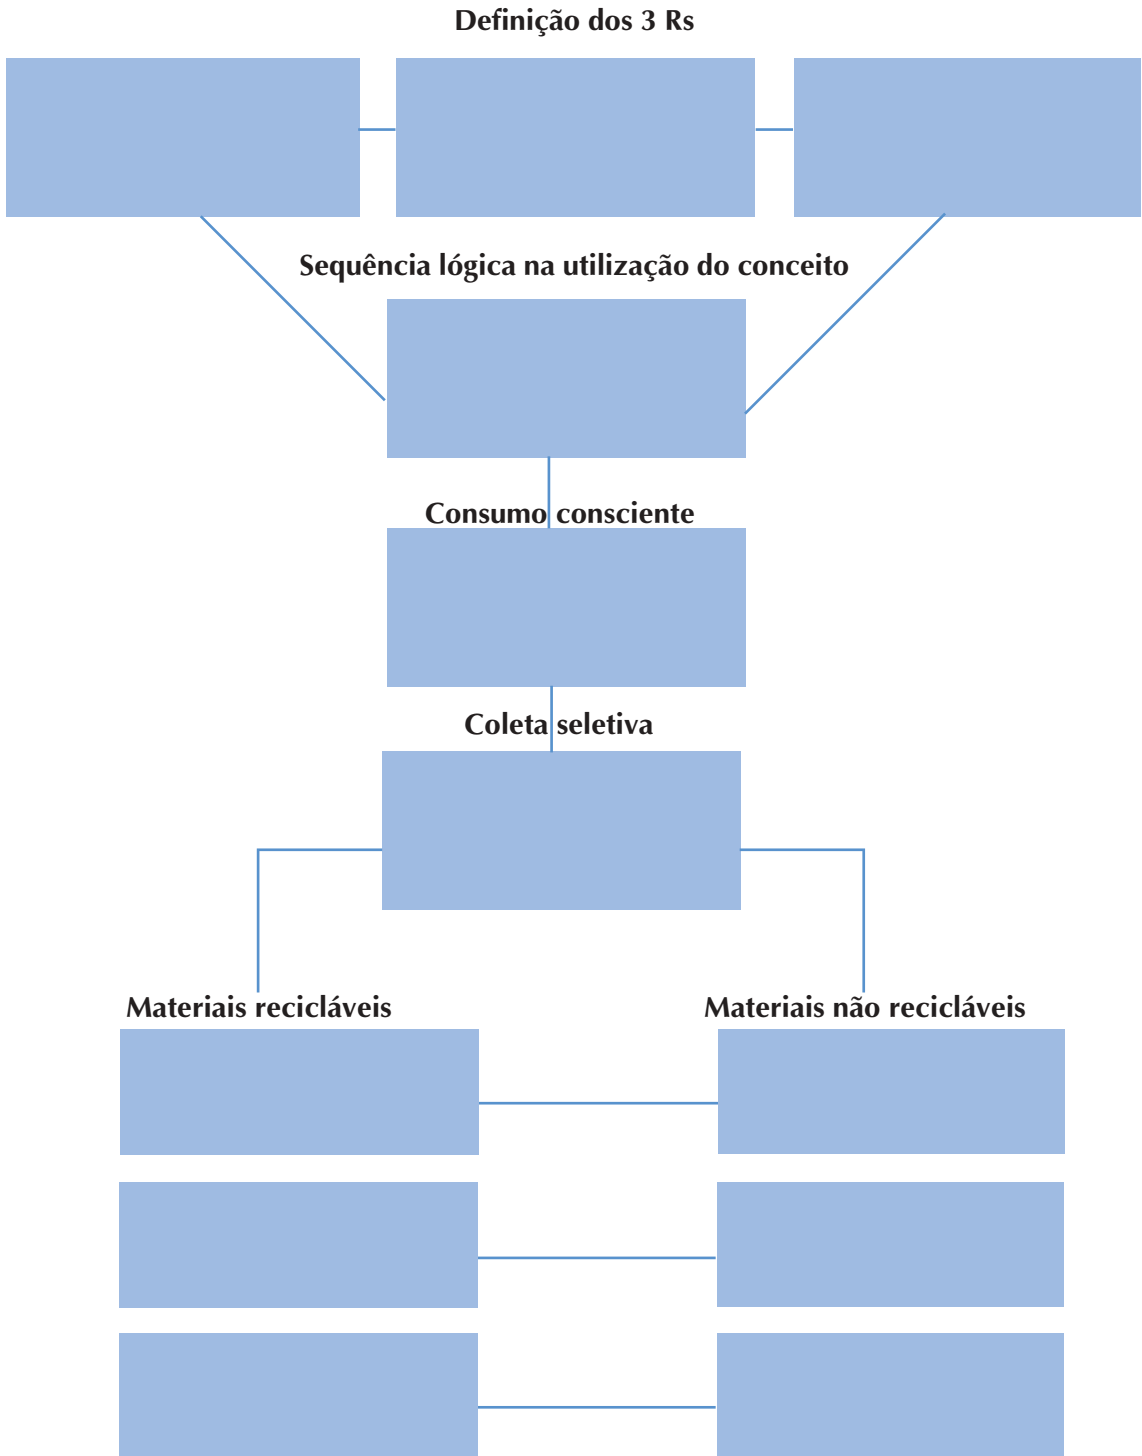 Definição dos 3 Rs
Sequência lógica na utilização do conceito
Consumo consciente
Coleta seletiva
Materiais recicláveis
Materiais não recicláveis